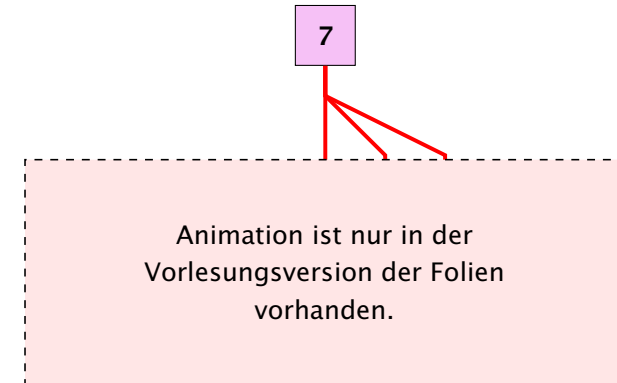 7
Animation ist nur in der
Vorlesungsversion der Folien
vorhanden.